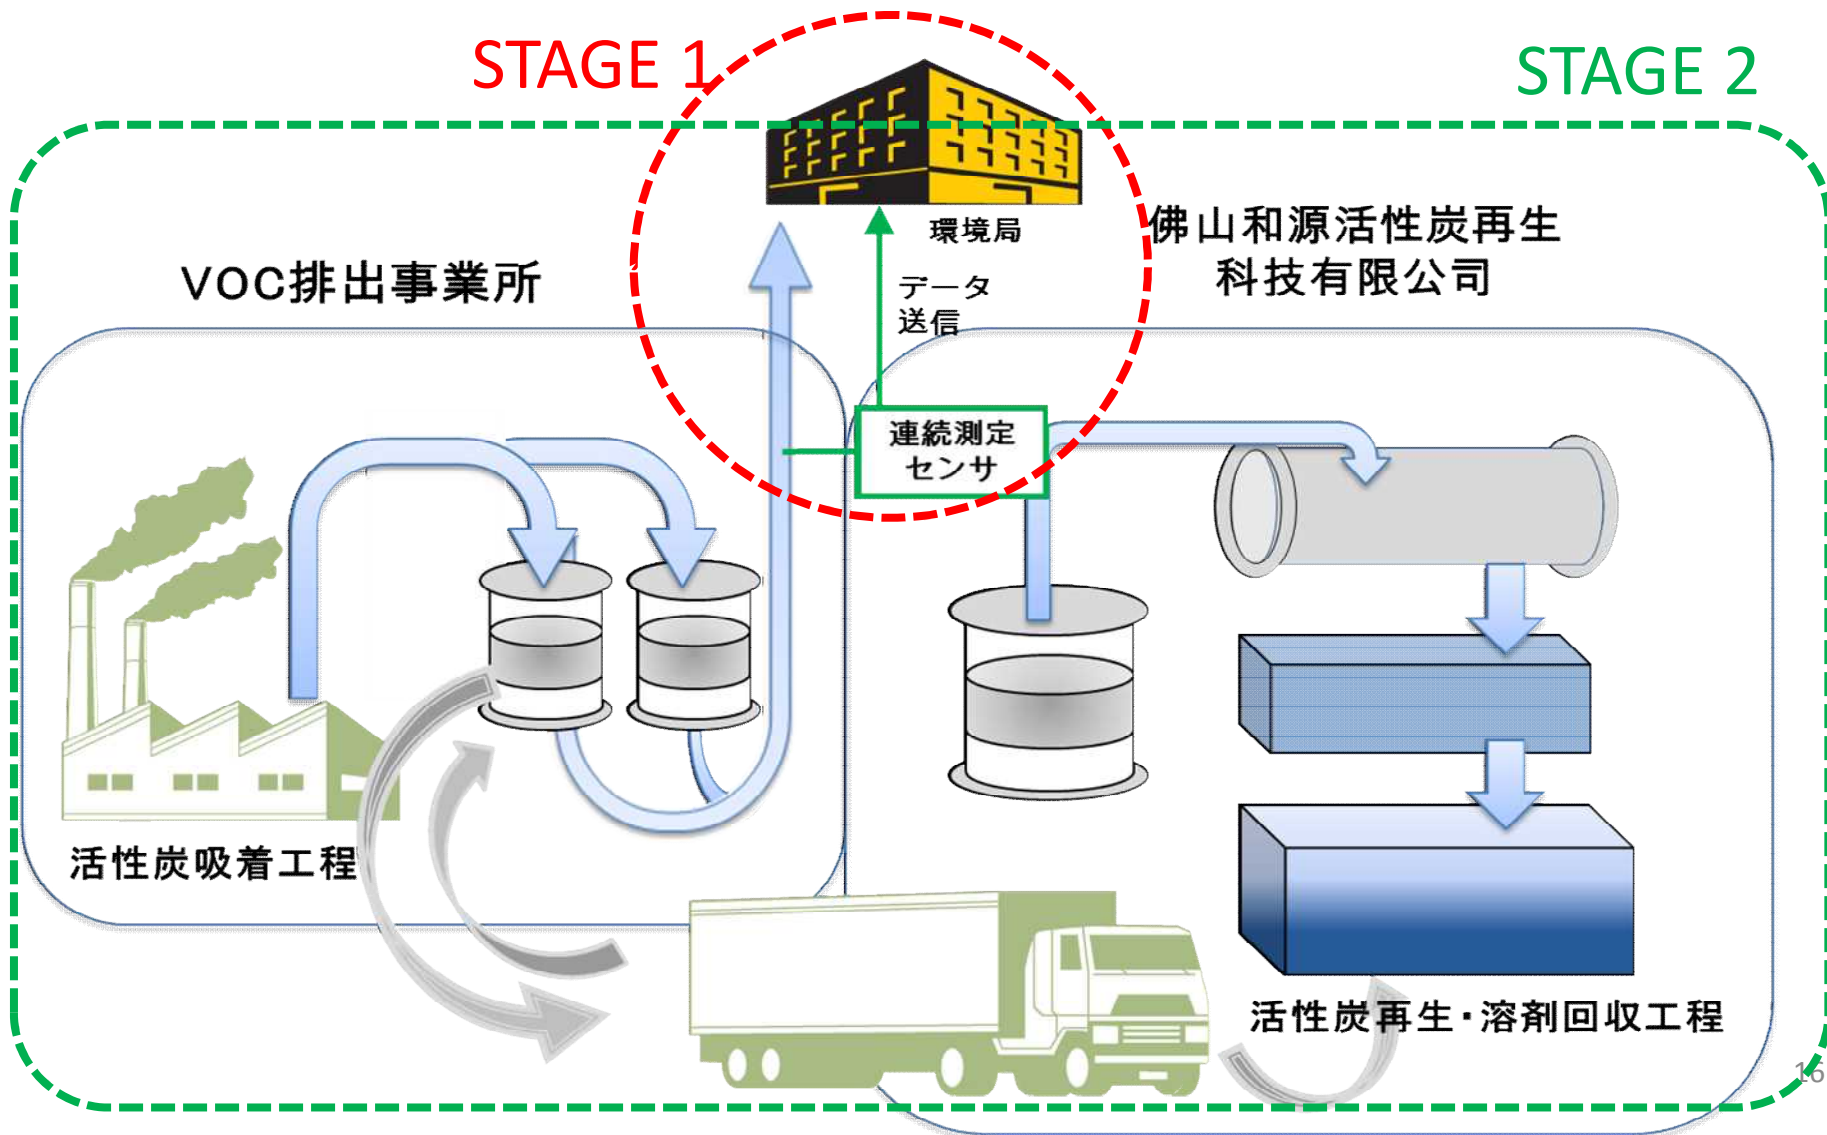 STAGE 1
STAGE 2
環境局
佛山和源活性炭再生
科技有限公司
VOC排出事業所
データ
送信
連続測定
センサ
活性炭吸着工程
活性炭再生・溶剤回収工程
16